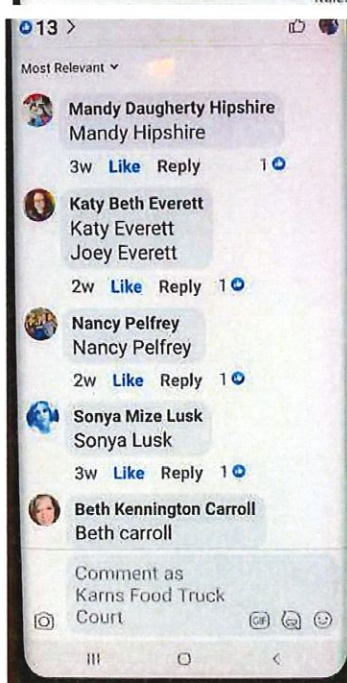 13 >
Most Relevant
Mandy Daugherty Hipshire
Mandy Hipshire
3w Like Reply 1
Katy Beth Everett
Katy Everett
Joey Everett
2w Like Reply 1
Nancy Pelfrey
Nancy Pelfrey
2w Like Reply 1
Sonya Mize Lusk
Sonya Lusk
3w Like Reply 1
Beth Kennington Carroll
Beth carroll
Comment as
Karns Food Truck
Court
GIF